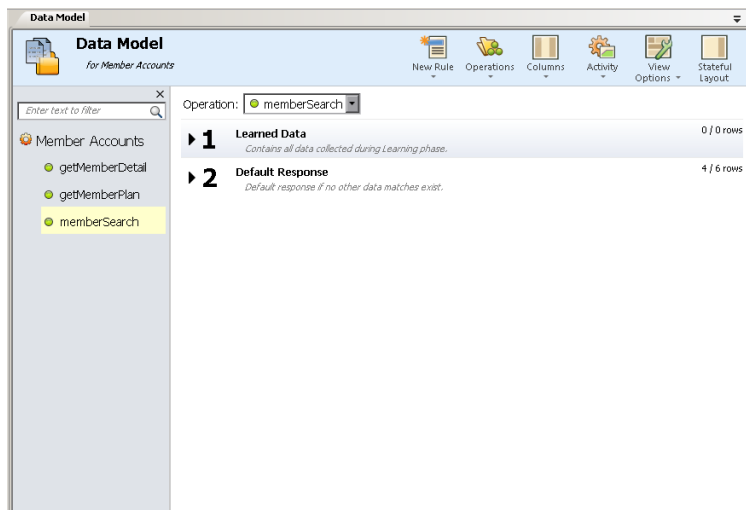 Data Model
Data Model
for Member Accounts
New Rule
Operations
Columns
Activity
View
Options
Stateful
Layout
Enter text to filter
Member Accounts
getMemberDetail
getMemberPlan
memberSearch
Operation: memberSearch
1 Learned Data 0 / 0 rows
Contains all data collected during Learning phase.
2 Default Response 4 / 6 rows
Default response if no other data matches exist.